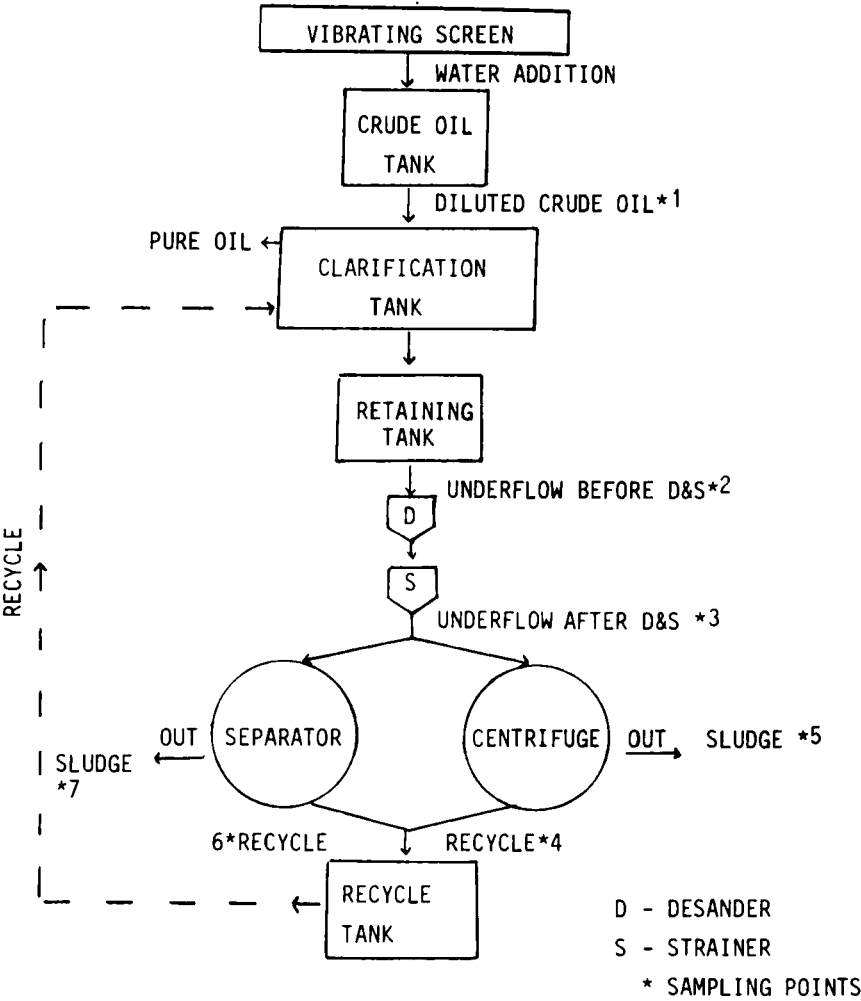 VIBRATING SCREEN
WATER ADDITION
CRUDE OIL
TANK
DILUTED CRUDE OIL*1
PURE OIL
CLARIFICATION
TANK
RETAINING
TANK
UNDERFLOW BEFORE D&S*2
D
S
UNDERFLOW AFTER D&S *3
RECYCLE
SEPARATOR
CENTRIFUGE
OUT
SLUDGE
*7
OUT
SLUDGE *5
6*RECYCLE
RECYCLE*4
RECYCLE
TANK
D - DESANDER
S - STRAINER
* SAMPLING POINTS